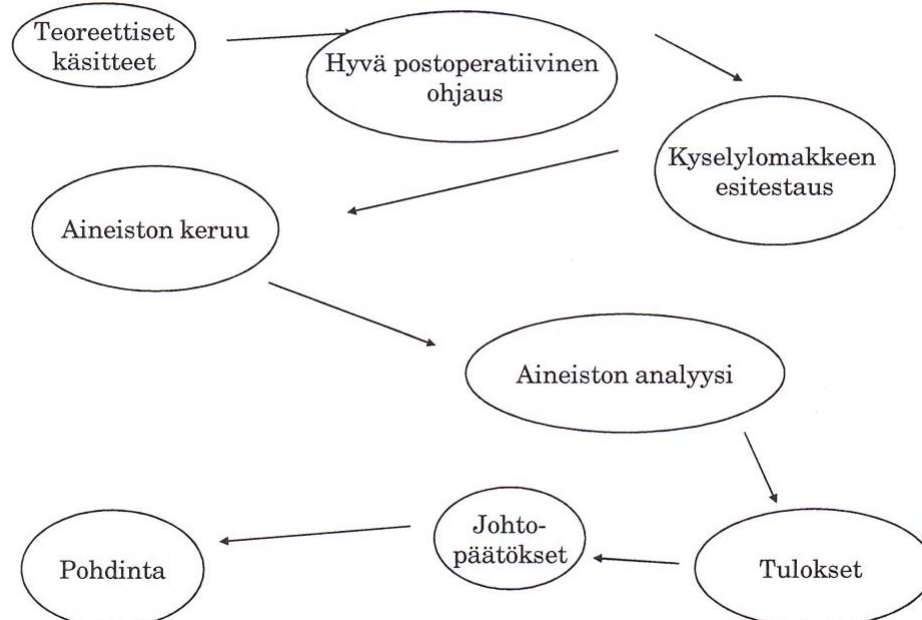 Teoreettiset
käsitteet
Hyvä postoperatiivinen
ohjaus
Kyselylomakkeen
esitestaus
Aineiston keruu
Aineiston analyysi
Tulokset
Johto-
päätökset
Pohdinta